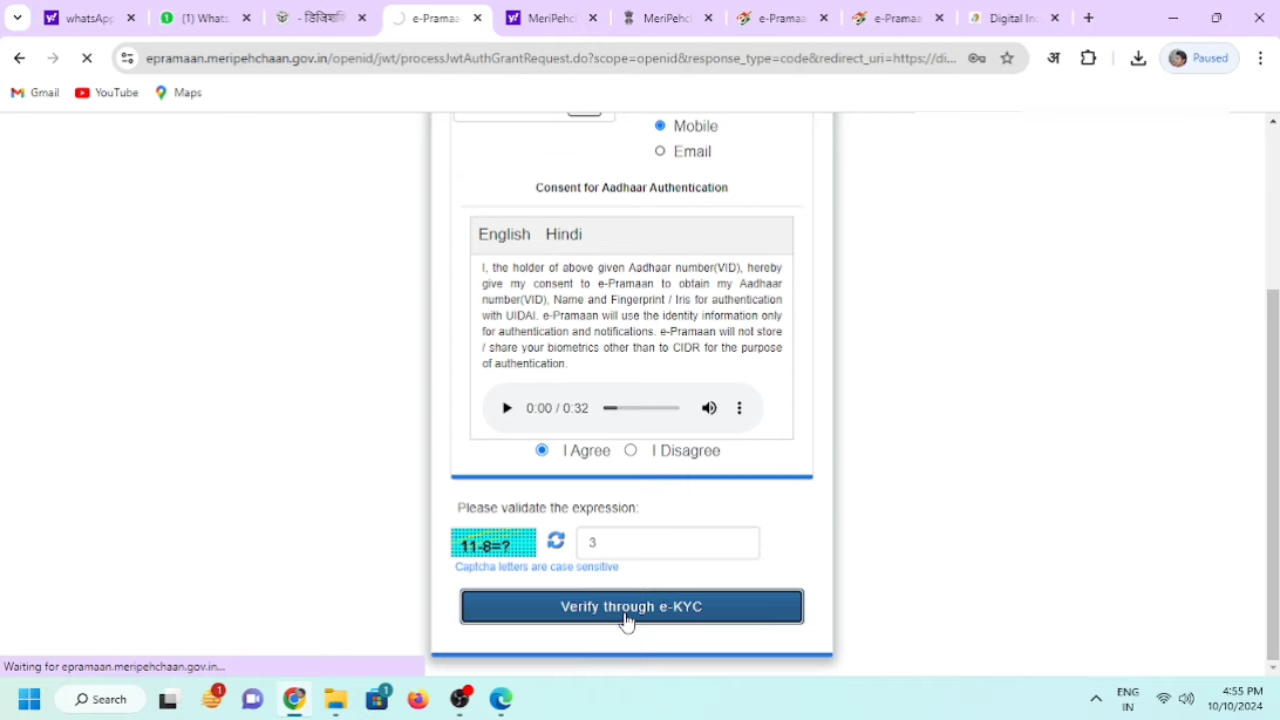 whatsApp
(1) Whats
- डिजिथि
e-Pramaa
MeriPehcl
MeriPehcl
e-Pramaa
e-Pramaa
Digital Inc
epramaan.meripehchaan.gov.in/openid/jwt/processJwtAuthGrantRequest.do?scope=openid&response_type=code&redirect_uri=https://di...
अ
Paused
Gmail
YouTube
Maps
Mobile
Email
Consent for Aadhaar Authentication
English Hindi
I, the holder of above given Aadhaar number(VID), hereby
give my consent to e-Pramaan to obtain my Aadhaar
number(VID), Name and Fingerprint / Iris for authentication
with UIDAI. e-Pramaan will use the identity information only
for authentication and notifications. e-Pramaan will not store
/ share your biometrics other than to CIDR for the purpose
of authentication.
0:00 / 0:32
I Agree I Disagree
Please validate the expression:
11-8=?
3
Captcha letters are case sensitive
Verify through e-KYC
Waiting for epramaan.meripehchaan.gov.in...
Search
1
1
ENG
IN
4:55 PM
10/10/2024